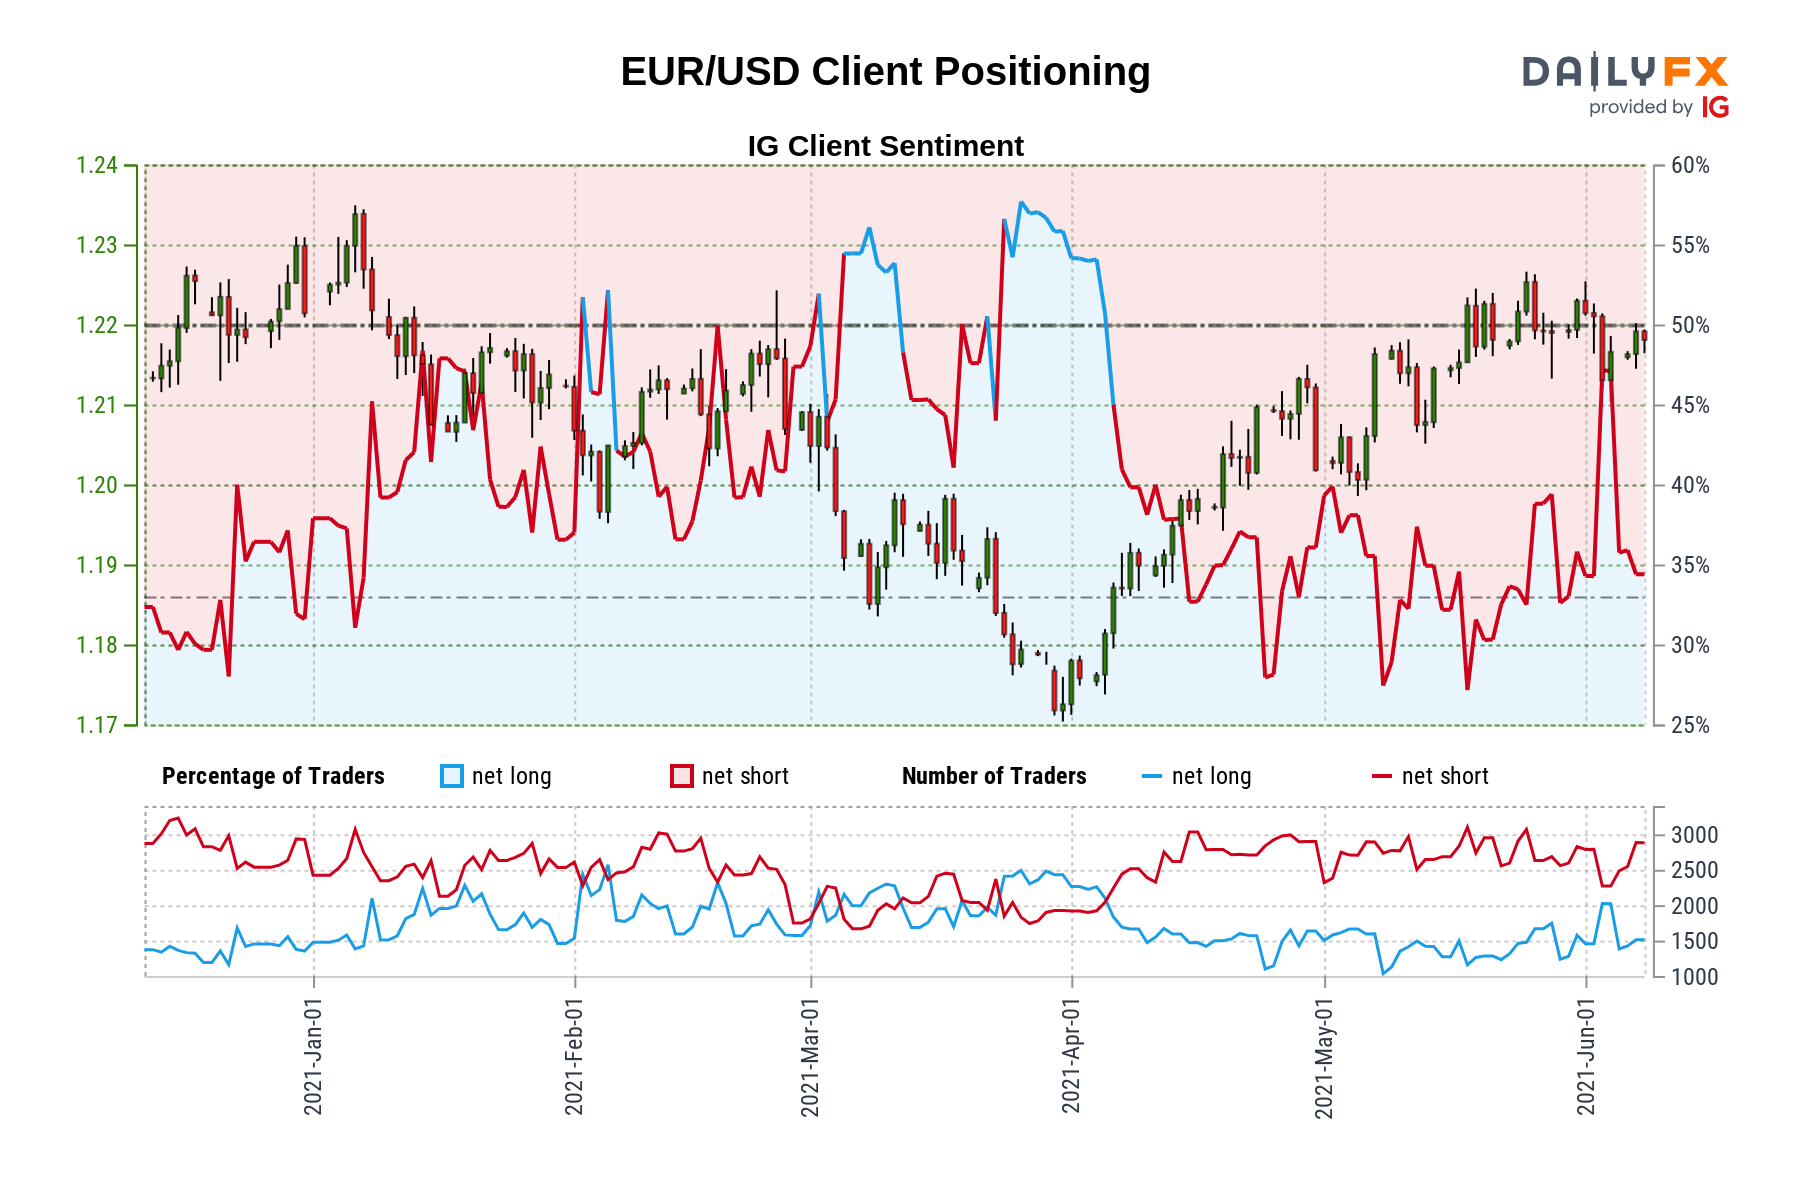 EUR/USD Client Positioning
DAILYFX
provided by IG
IG Client Sentiment
1.24
1.23
1.22
1.21
1.20
1.19
1.18
1.17
60%
55%
50%
45%
40%
35%
30%
25%
Percentage of Traders net long net short Number of Traders net long net short
3000
2500
2000
1500
1000
2021-Jan-01
2021-Feb-01
2021-Mar-01
2021-Apr-01
2021-May-01
2021-Jun-01